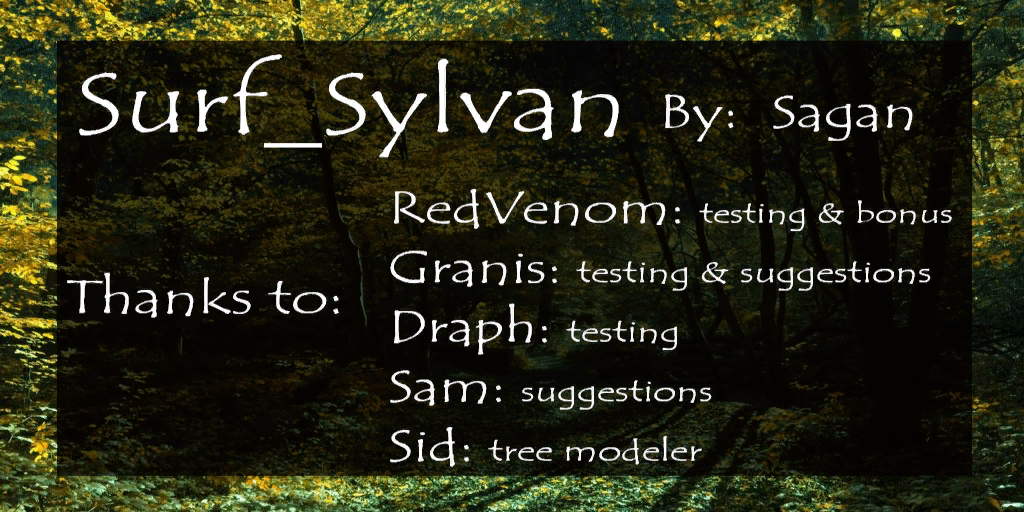 Surf_Sylvan By: Sagan
RedVenom: testing & bonus
Granis: testing & suggestions
Thanks to:
Draph: testing
Sam: suggestions
Sid: tree modeler